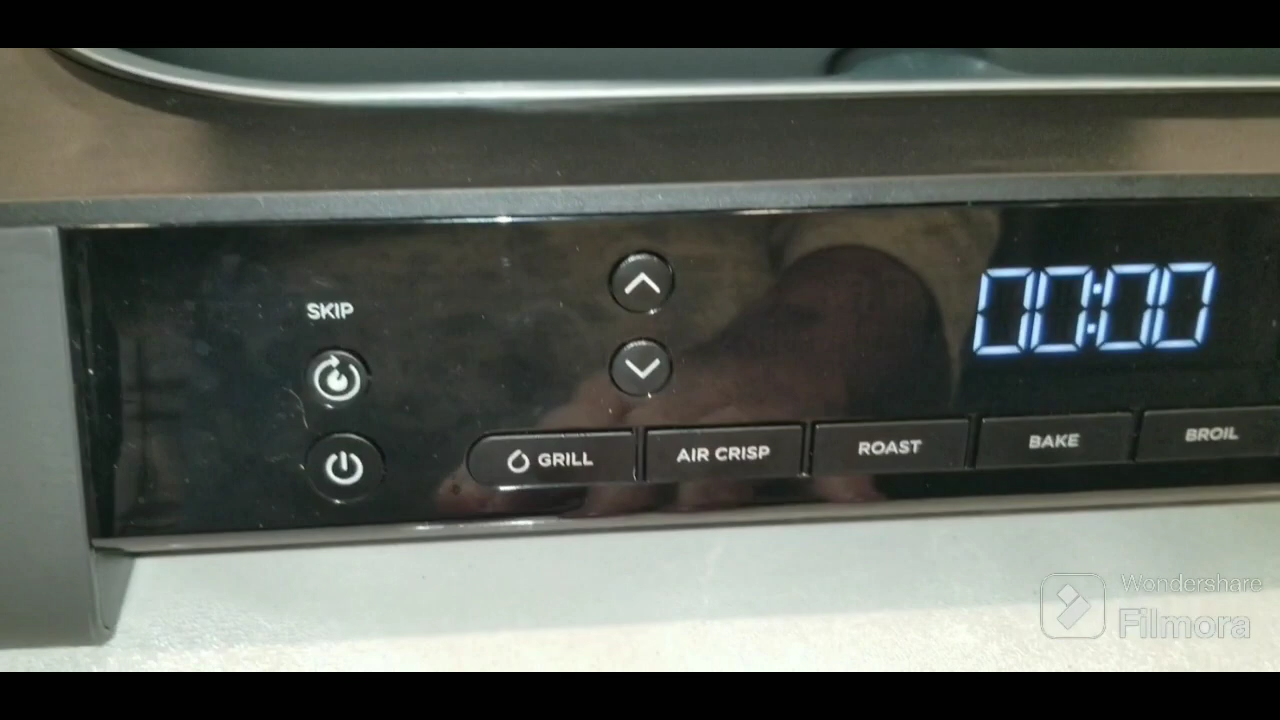 SKIP
00:00
GRILL
AIR CRISP
ROAST
BAKE
BROIL
Wondershare
Filmora